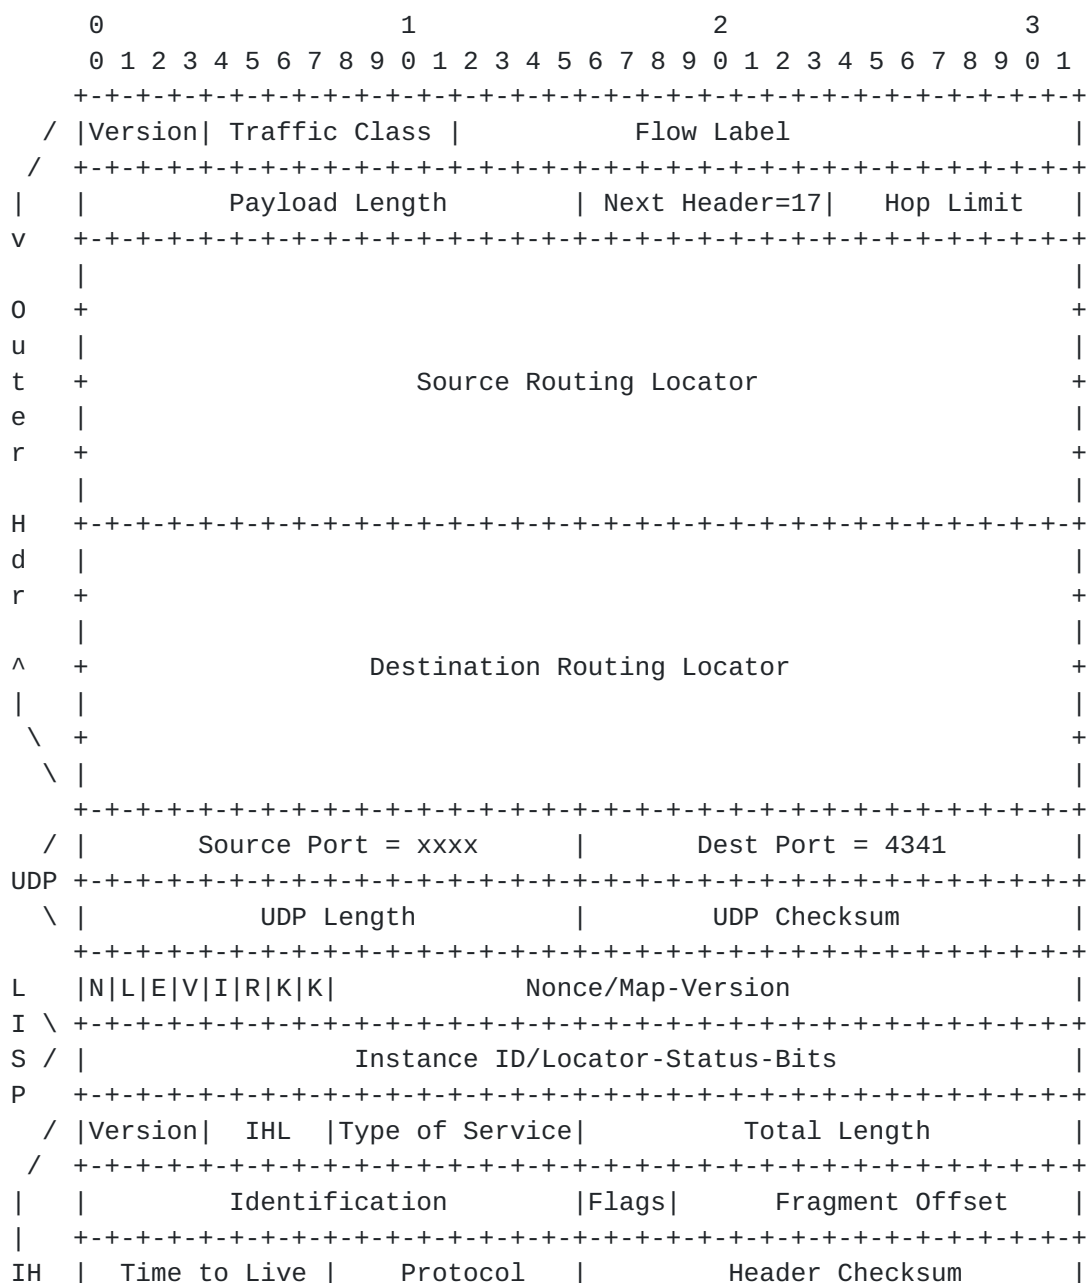 0                   1                   2                   3
     0 1 2 3 4 5 6 7 8 9 0 1 2 3 4 5 6 7 8 9 0 1 2 3 4 5 6 7 8 9 0 1
    +-+-+-+-+-+-+-+-+-+-+-+-+-+-+-+-+-+-+-+-+-+-+-+-+-+-+-+-+-+-+-+-+
  / |Version| Traffic Class |           Flow Label                  |
 /  +-+-+-+-+-+-+-+-+-+-+-+-+-+-+-+-+-+-+-+-+-+-+-+-+-+-+-+-+-+-+-+-+
|   |         Payload Length        | Next Header=17|   Hop Limit   |
v   +-+-+-+-+-+-+-+-+-+-+-+-+-+-+-+-+-+-+-+-+-+-+-+-+-+-+-+-+-+-+-+-+
    |                                                               |
O   +                                                               +
u   |                                                               |
t   +                     Source Routing Locator                    +
e   |                                                               |
r   +                                                               +
    |                                                               |
H   +-+-+-+-+-+-+-+-+-+-+-+-+-+-+-+-+-+-+-+-+-+-+-+-+-+-+-+-+-+-+-+-+
d   |                                                               |
r   +                                                               +
    |                                                               |
^   +                  Destination Routing Locator                  +
|   |                                                               |
 \  +                                                               +
  \ |                                                               |
    +-+-+-+-+-+-+-+-+-+-+-+-+-+-+-+-+-+-+-+-+-+-+-+-+-+-+-+-+-+-+-+-+
  / |       Source Port = xxxx      |       Dest Port = 4341        |
UDP +-+-+-+-+-+-+-+-+-+-+-+-+-+-+-+-+-+-+-+-+-+-+-+-+-+-+-+-+-+-+-+-+
  \ |           UDP Length          |        UDP Checksum           |
    +-+-+-+-+-+-+-+-+-+-+-+-+-+-+-+-+-+-+-+-+-+-+-+-+-+-+-+-+-+-+-+-+
L   |N|L|E|V|I|R|K|K|            Nonce/Map-Version                  |
I \ +-+-+-+-+-+-+-+-+-+-+-+-+-+-+-+-+-+-+-+-+-+-+-+-+-+-+-+-+-+-+-+-+
S / |                 Instance ID/Locator-Status-Bits               |
P   +-+-+-+-+-+-+-+-+-+-+-+-+-+-+-+-+-+-+-+-+-+-+-+-+-+-+-+-+-+-+-+-+
  / |Version|  IHL  |Type of Service|          Total Length         |
 /  +-+-+-+-+-+-+-+-+-+-+-+-+-+-+-+-+-+-+-+-+-+-+-+-+-+-+-+-+-+-+-+-+
|   |         Identification        |Flags|      Fragment Offset    |
|   +-+-+-+-+-+-+-+-+-+-+-+-+-+-+-+-+-+-+-+-+-+-+-+-+-+-+-+-+-+-+-+-+
IH  |  Time to Live |    Protocol   |         Header Checksum       |